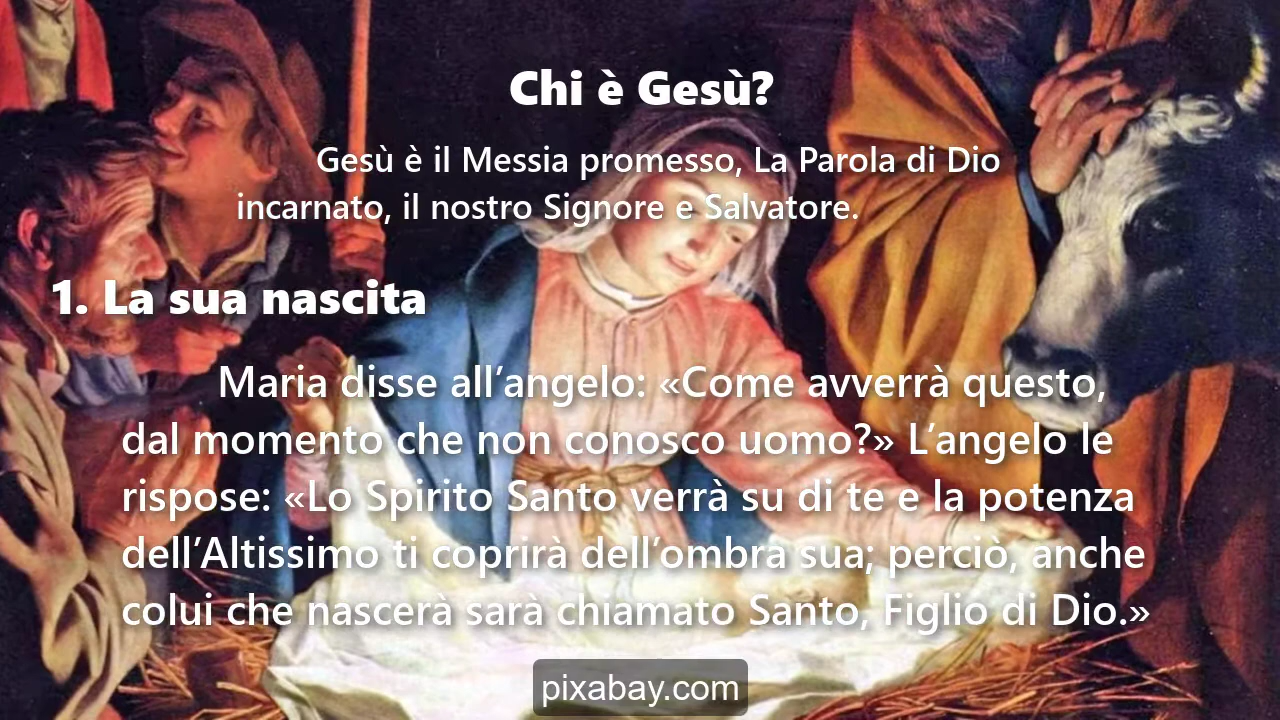 Chi è Gesù?
Gesù è il Messia promesso, La Parola di Dio
incarnato, il nostro Signore e Salvatore.
1. La sua nascita
Maria disse all’angelo: «Come avverrà questo,
dal momento che non conosco uomo?» L’angelo le
rispose: «Lo Spirito Santo verrà su di te e la potenza
dell’Altissimo ti coprirà dell’ombra sua; perciò, anche
colui che nascerà sarà chiamato Santo, Figlio di Dio.»
pixabay.com